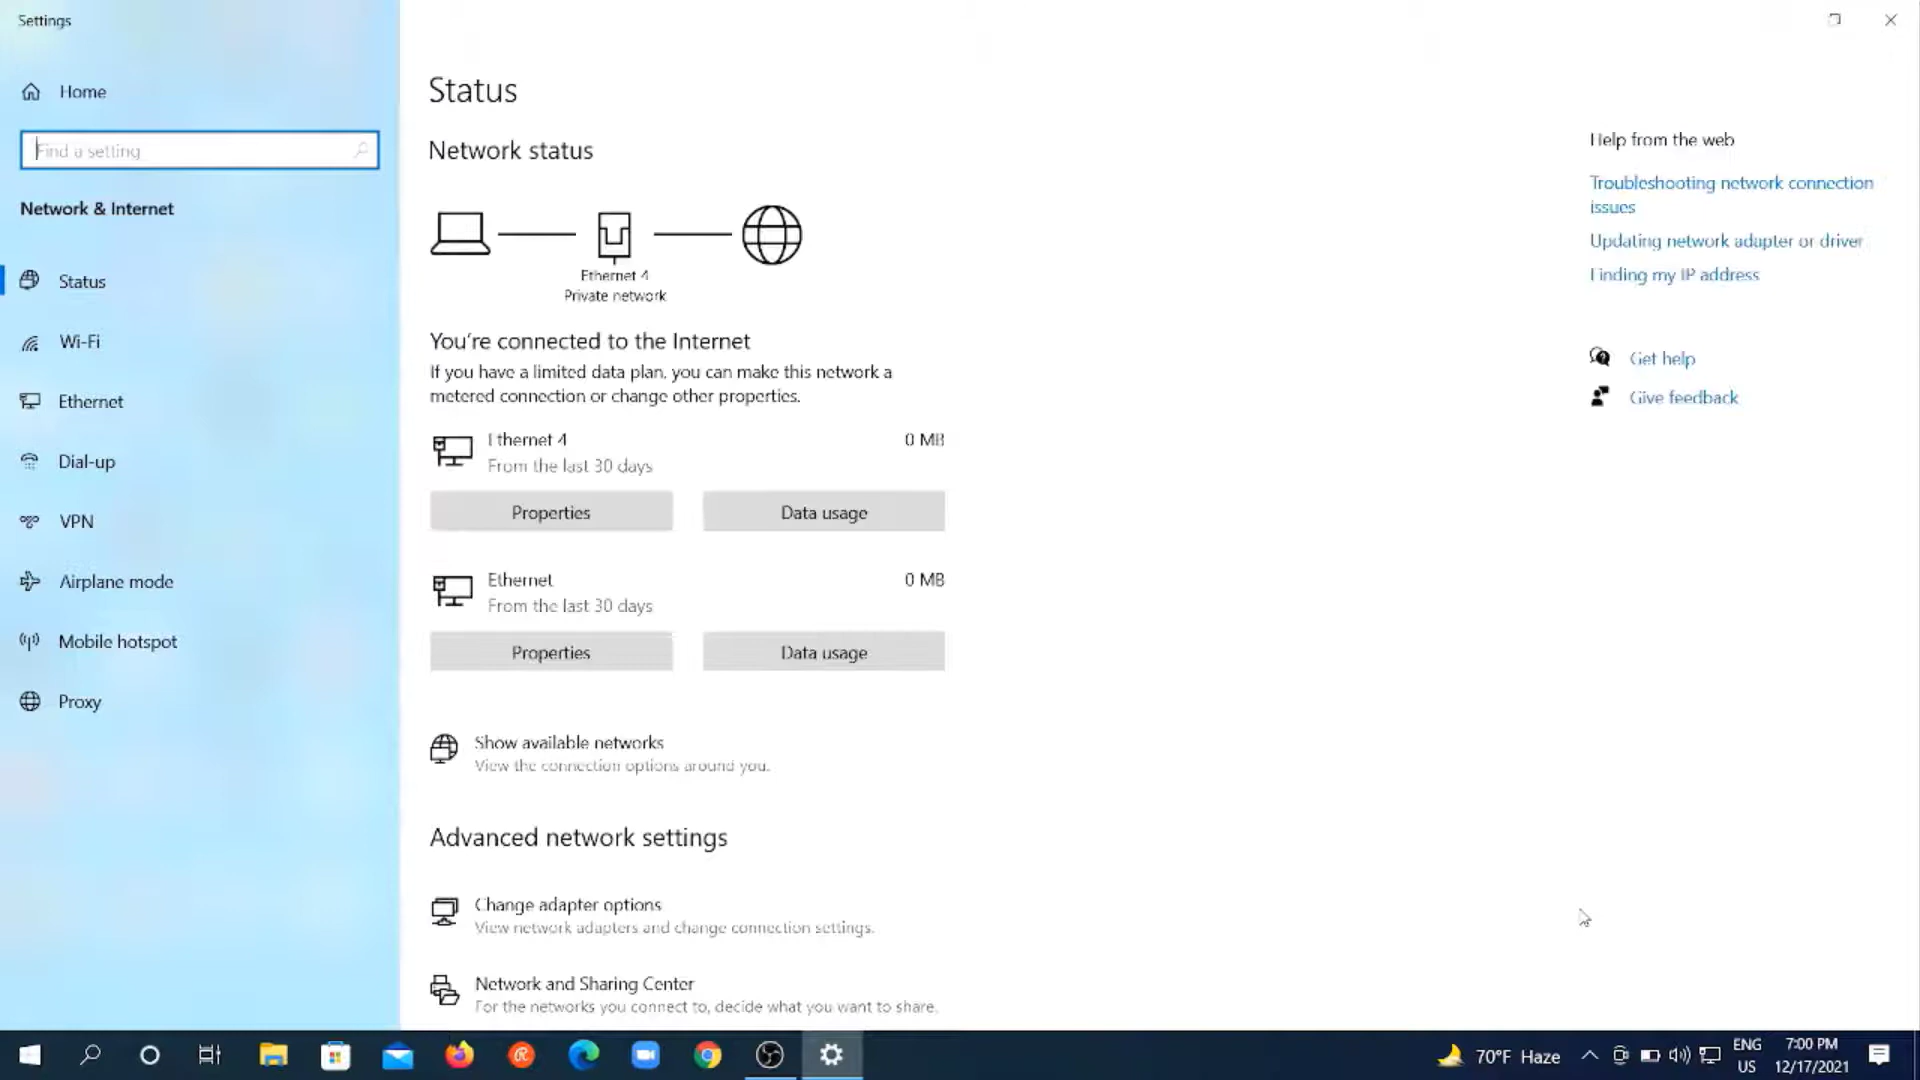 Settings
Home
Find a setting
Network & Internet
Status
Wi-Fi
Ethernet
Dial-up
VPN
Airplane mode
Mobile hotspot
Proxy
Status
Network status
Ethernet 4
Private network
You're connected to the Internet
If you have a limited data plan, you can make this network a
metered connection or change other properties.
Ethernet 4
0 MB
From the last 30 days
Properties
Data usage
Ethernet
0 MB
From the last 30 days
Properties
Data usage
Show available networks
View the connection options around you.
Advanced network settings
Change adapter options
View network adapters and change connection settings.
Network and Sharing Center
For the networks you connect to, decide what you want to share.
Help from the web
Troubleshooting network connection
issues
Updating network adapter or driver
Finding my IP address
Get help
Give feedback
70°F Haze
ENG
US
7:00 PM
12/17/2021